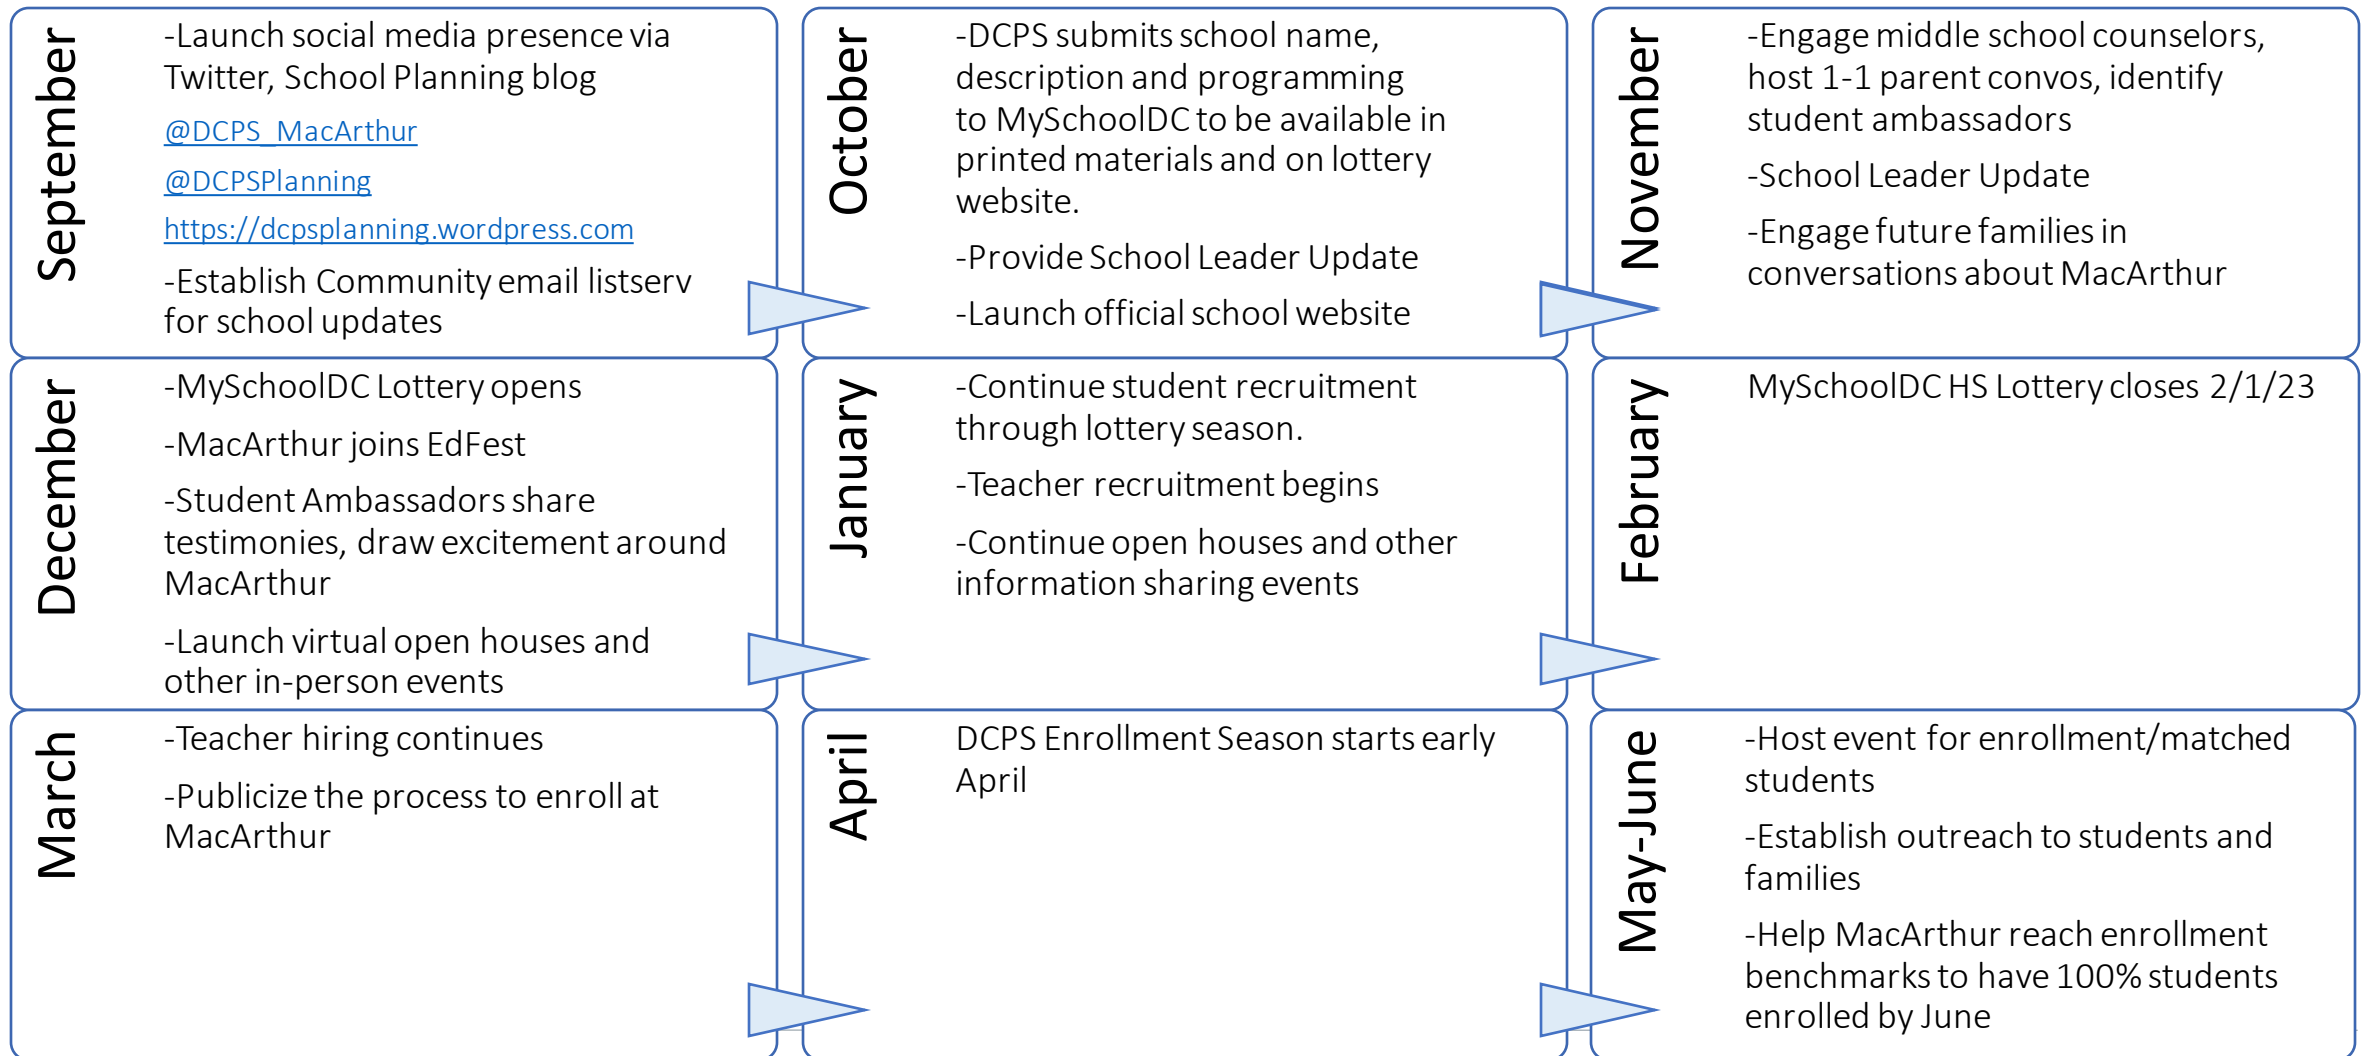 September
-Launch social media presence via
Twitter, School Planning blog
@DCPS_MacArthur
@DCPSPlanning
https://dcpsplanning.wordpress.com
-Establish Community email listserv
for school updates
October
-DCPS submits school name,
description and programming
to MySchoolDC to be available in
printed materials and on lottery
website.
-Provide School Leader Update
-Launch official school website
November
-Engage middle school counselors,
host 1-1 parent convos, identify
student ambassadors
-School Leader Update
-Engage future families in
conversations about MacArthur
December
-MySchoolDC Lottery opens
-MacArthur joins EdFest
-Student Ambassadors share
testimonies, draw excitement around
MacArthur
-Launch virtual open houses and
other in-person events
January
-Continue student recruitment
through lottery season.
-Teacher recruitment begins
-Continue open houses and other
information sharing events
February
MySchoolDC HS Lottery closes 2/1/23
March
-Teacher hiring continues
-Publicize the process to enroll at
MacArthur
April
DCPS Enrollment Season starts early
April
May-June
-Host event for enrollment/matched
students
-Establish outreach to students and
families
-Help MacArthur reach enrollment
benchmarks to have 100% students
enrolled by June